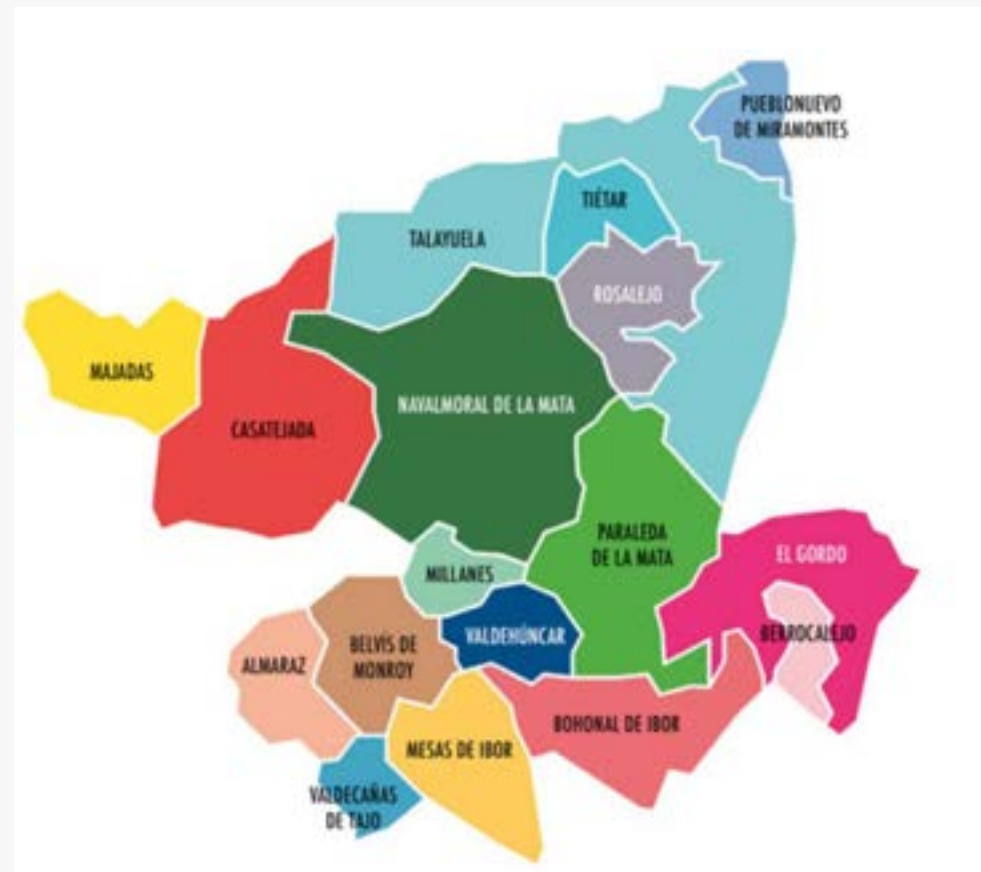 PUEBLONUEVO
DE MIRAMONTES
TIÉTAR
TALAYUELA
ROSALEJO
MAJADAS
NAVALMORAL DE LA MATA
CASATEJADA
PARALEDA
DE LA MATA
EL GORDO
MILLANES
BERROCALEJO
VALDEHÚNCAR
BELVÍS DE
MONROY
ALMARAZ
BOHONAL DE IBOR
MESAS DE IBOR
VALDECAÑAS
DE TAJO